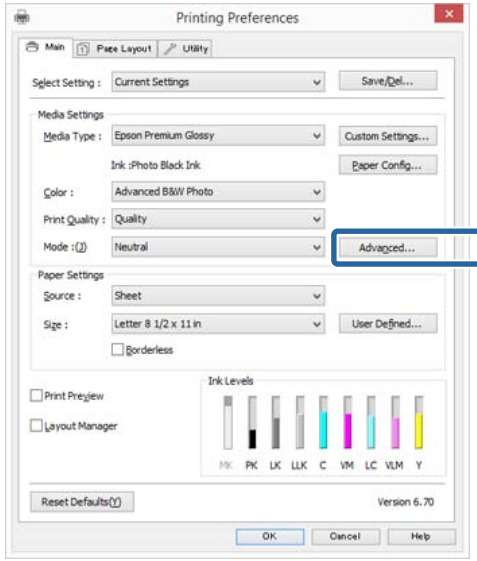 Printing Preferences
Main Page Layout Utility
Select Setting : Current Settings Save/Del...
Media Settings
Media Type : Epson Premium Glossy Custom Settings...
Ink :Photo Black Ink Paper Config...
Color : Advanced B&W Photo
Print Quality : Quality
Mode :(J) Neutral Advanced...
Paper Settings
Source : Sheet
Size : Letter 8 1/2 x 11 in User Defined...
Borderless
Print Preview
Layout Manager
Ink Levels
MK PK LK LLK C VM LC VLM Y
Reset Defaults(Y) Version 6.70
OK Cancel Help